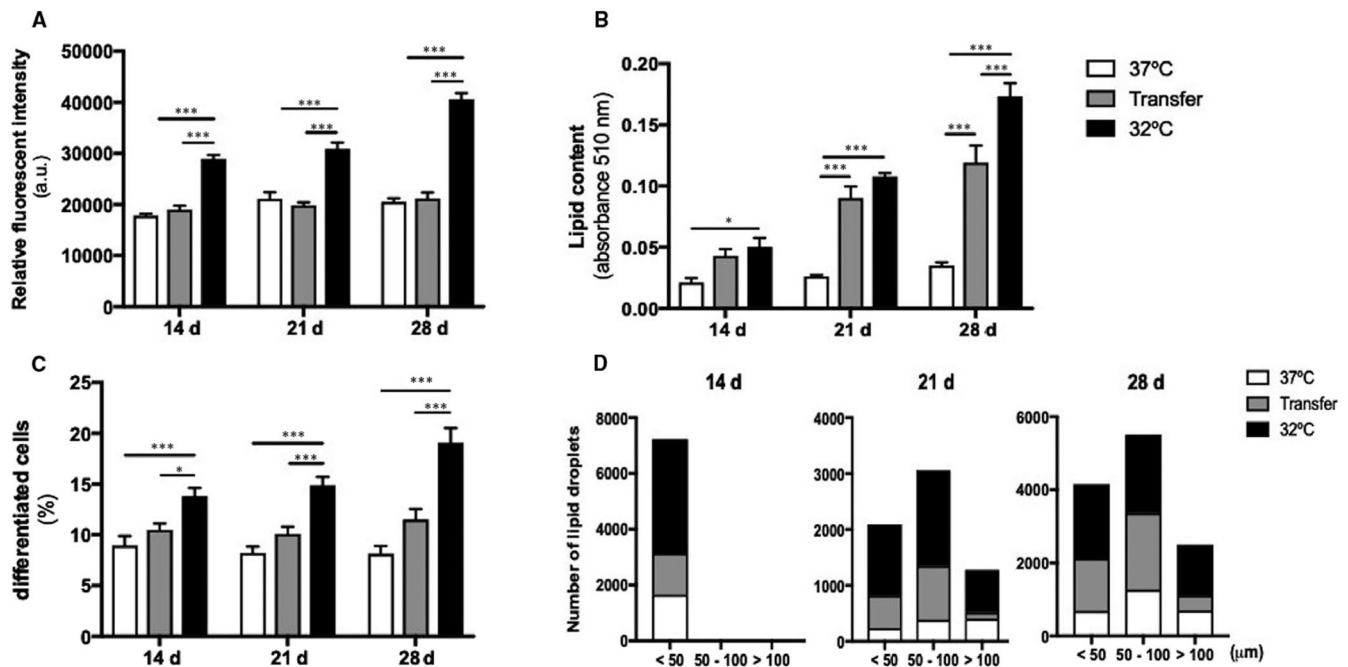 A
Relative fluorescent intensity
(a.u.)
50000
40000
30000
20000
10000
0
***
***
***
***
***
***
14 d
21 d
28 d
B
Lipid content
(absorbance 510 nm)
0.20
0.15
0.10
0.05
0.00
*
***
***
***
***
***
14 d
21 d
28 d
37ºC
Transfer
32ºC
C
differentiated cells
(%)
25
20
15
10
5
0
***
*
***
***
***
***
14 d
21 d
28 d
D
Number of lipid droplets
14 d
8000
6000
4000
2000
0
< 50 50 - 100 > 100
21 d
4000
3000
2000
1000
0
< 50 50 - 100 > 100
28 d
6000
4000
2000
0
< 50 50 - 100 > 100 (μm)
37ºC
Transfer
32ºC